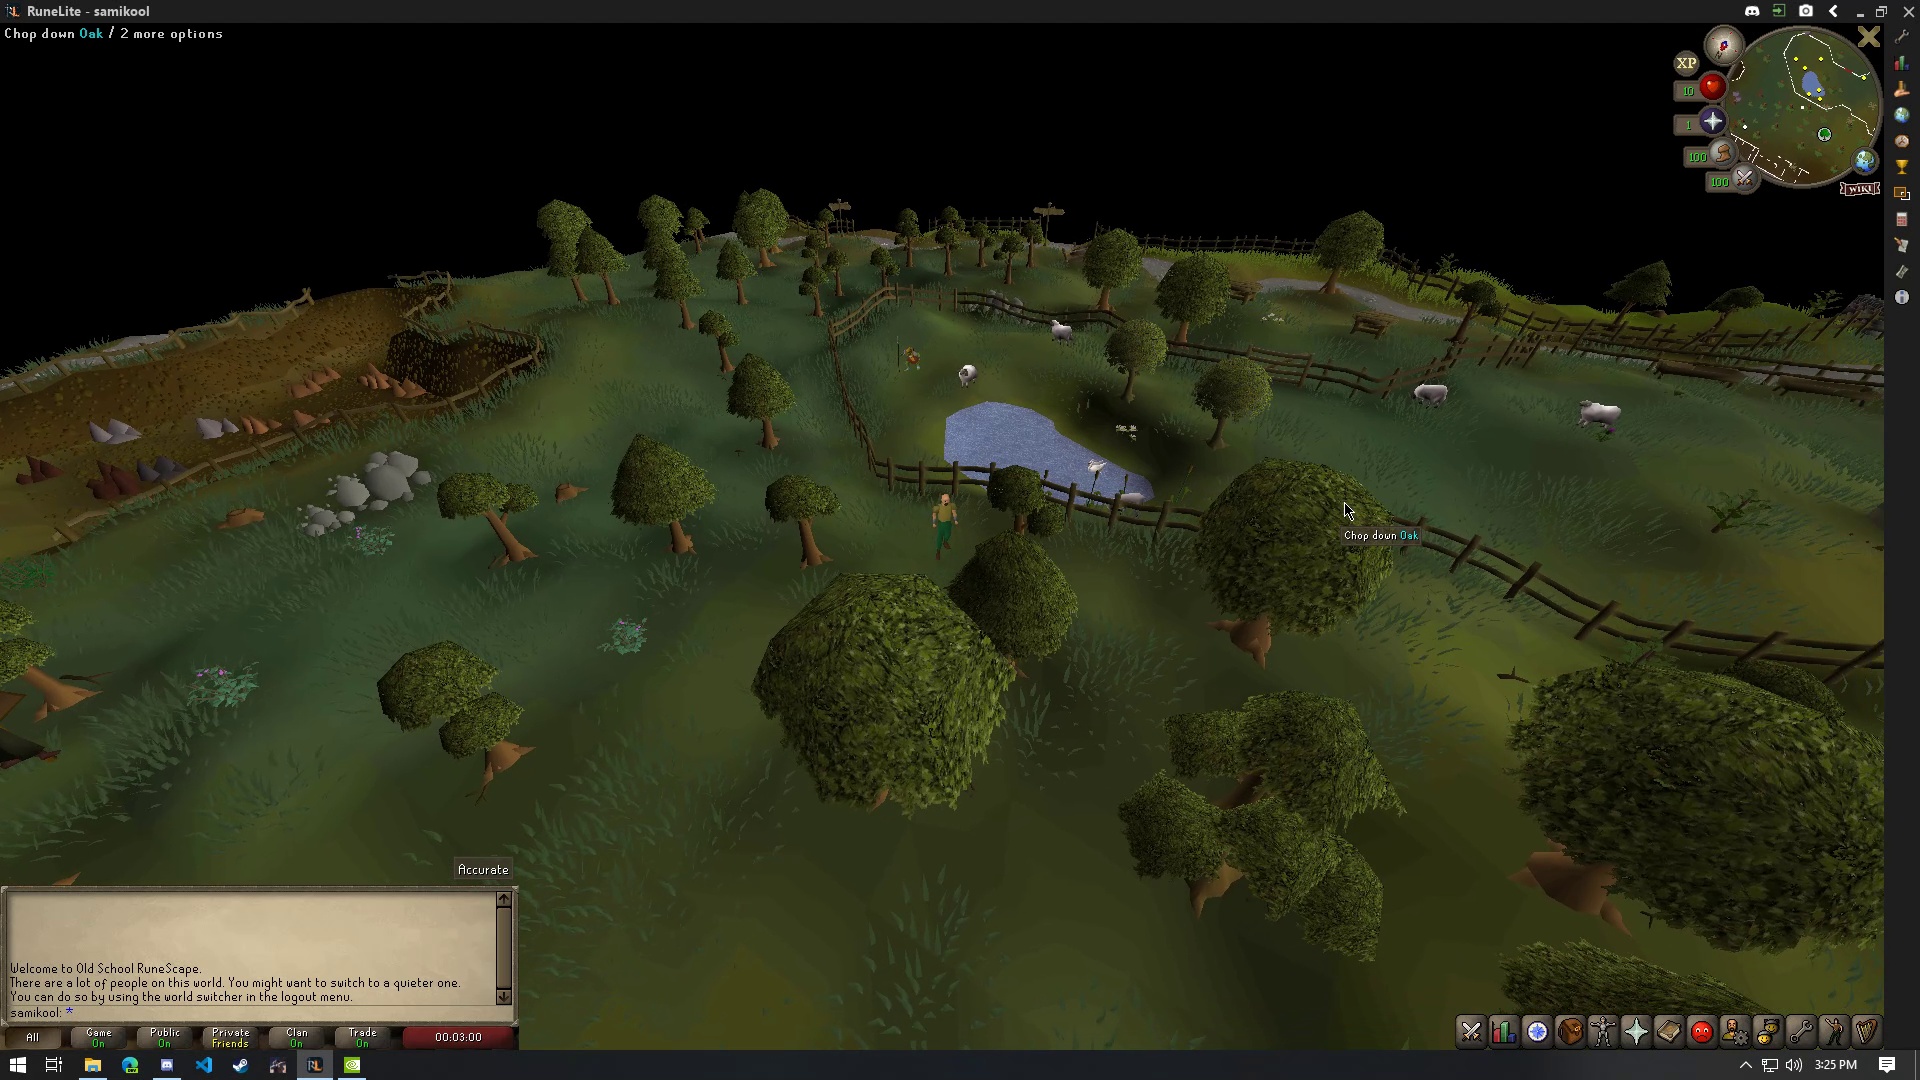 RuneLite - samikool
Chop down Oak / 2 more options
XP
10
1
100
100
WIKI
Chop down Oak
Accurate
Welcome to Old School RuneScape.
There are a lot of people on this world. You might want to switch to a quieter one.
You can do so by using the world switcher in the logout menu.
samikool: *
All
Game
On
Public
On
Private
Friends
Clan
On
Trade
On
00:03:00
3:25 PM